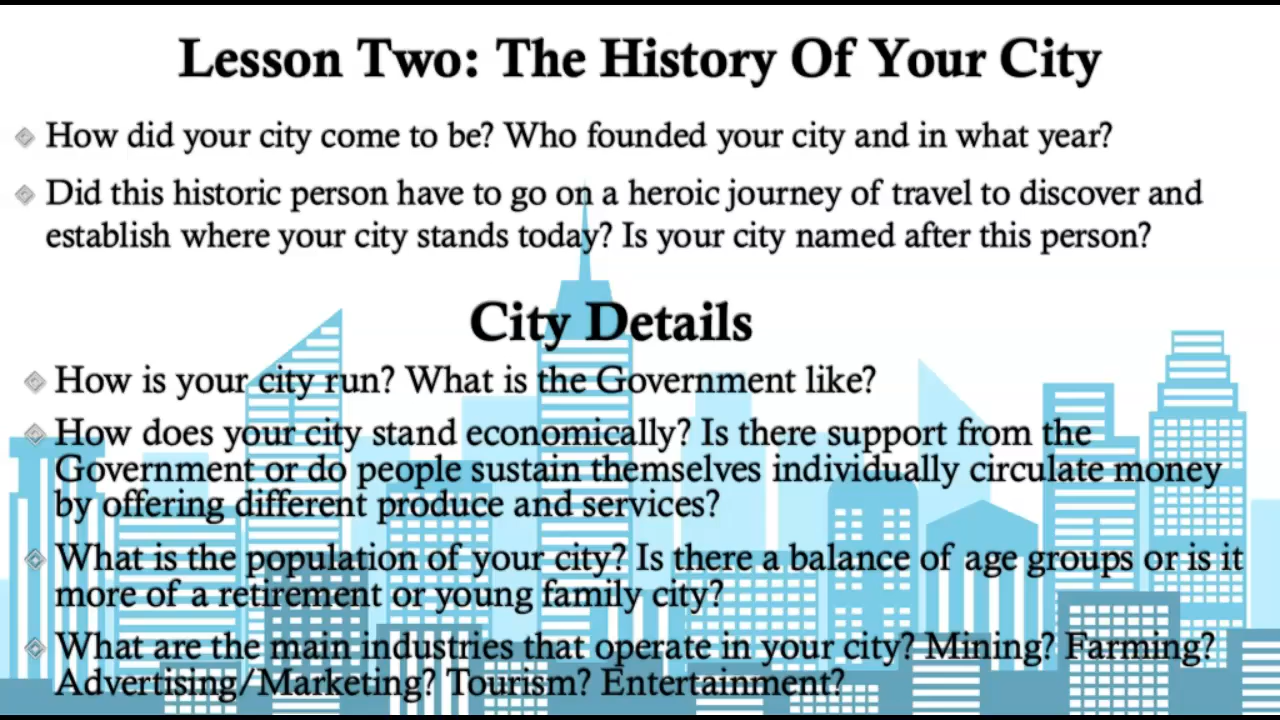 Lesson Two: The History Of Your City
How did your city come to be? Who founded your city and in what year?
Did this historic person have to go on a heroic journey of travel to discover and
establish where your city stands today? Is your city named after this person?
City Details
How is your city run? What is the Government like?
How does your city stand economically? Is there support from the
Government or do people sustain themselves individually circulate money
by offering different produce and services?
What is the population of your city? Is there a balance of age groups or is it
more of a retirement or young family city?
What are the main industries that operate in your city? Mining? Farming?
Advertising/Marketing? Tourism? Entertainment?